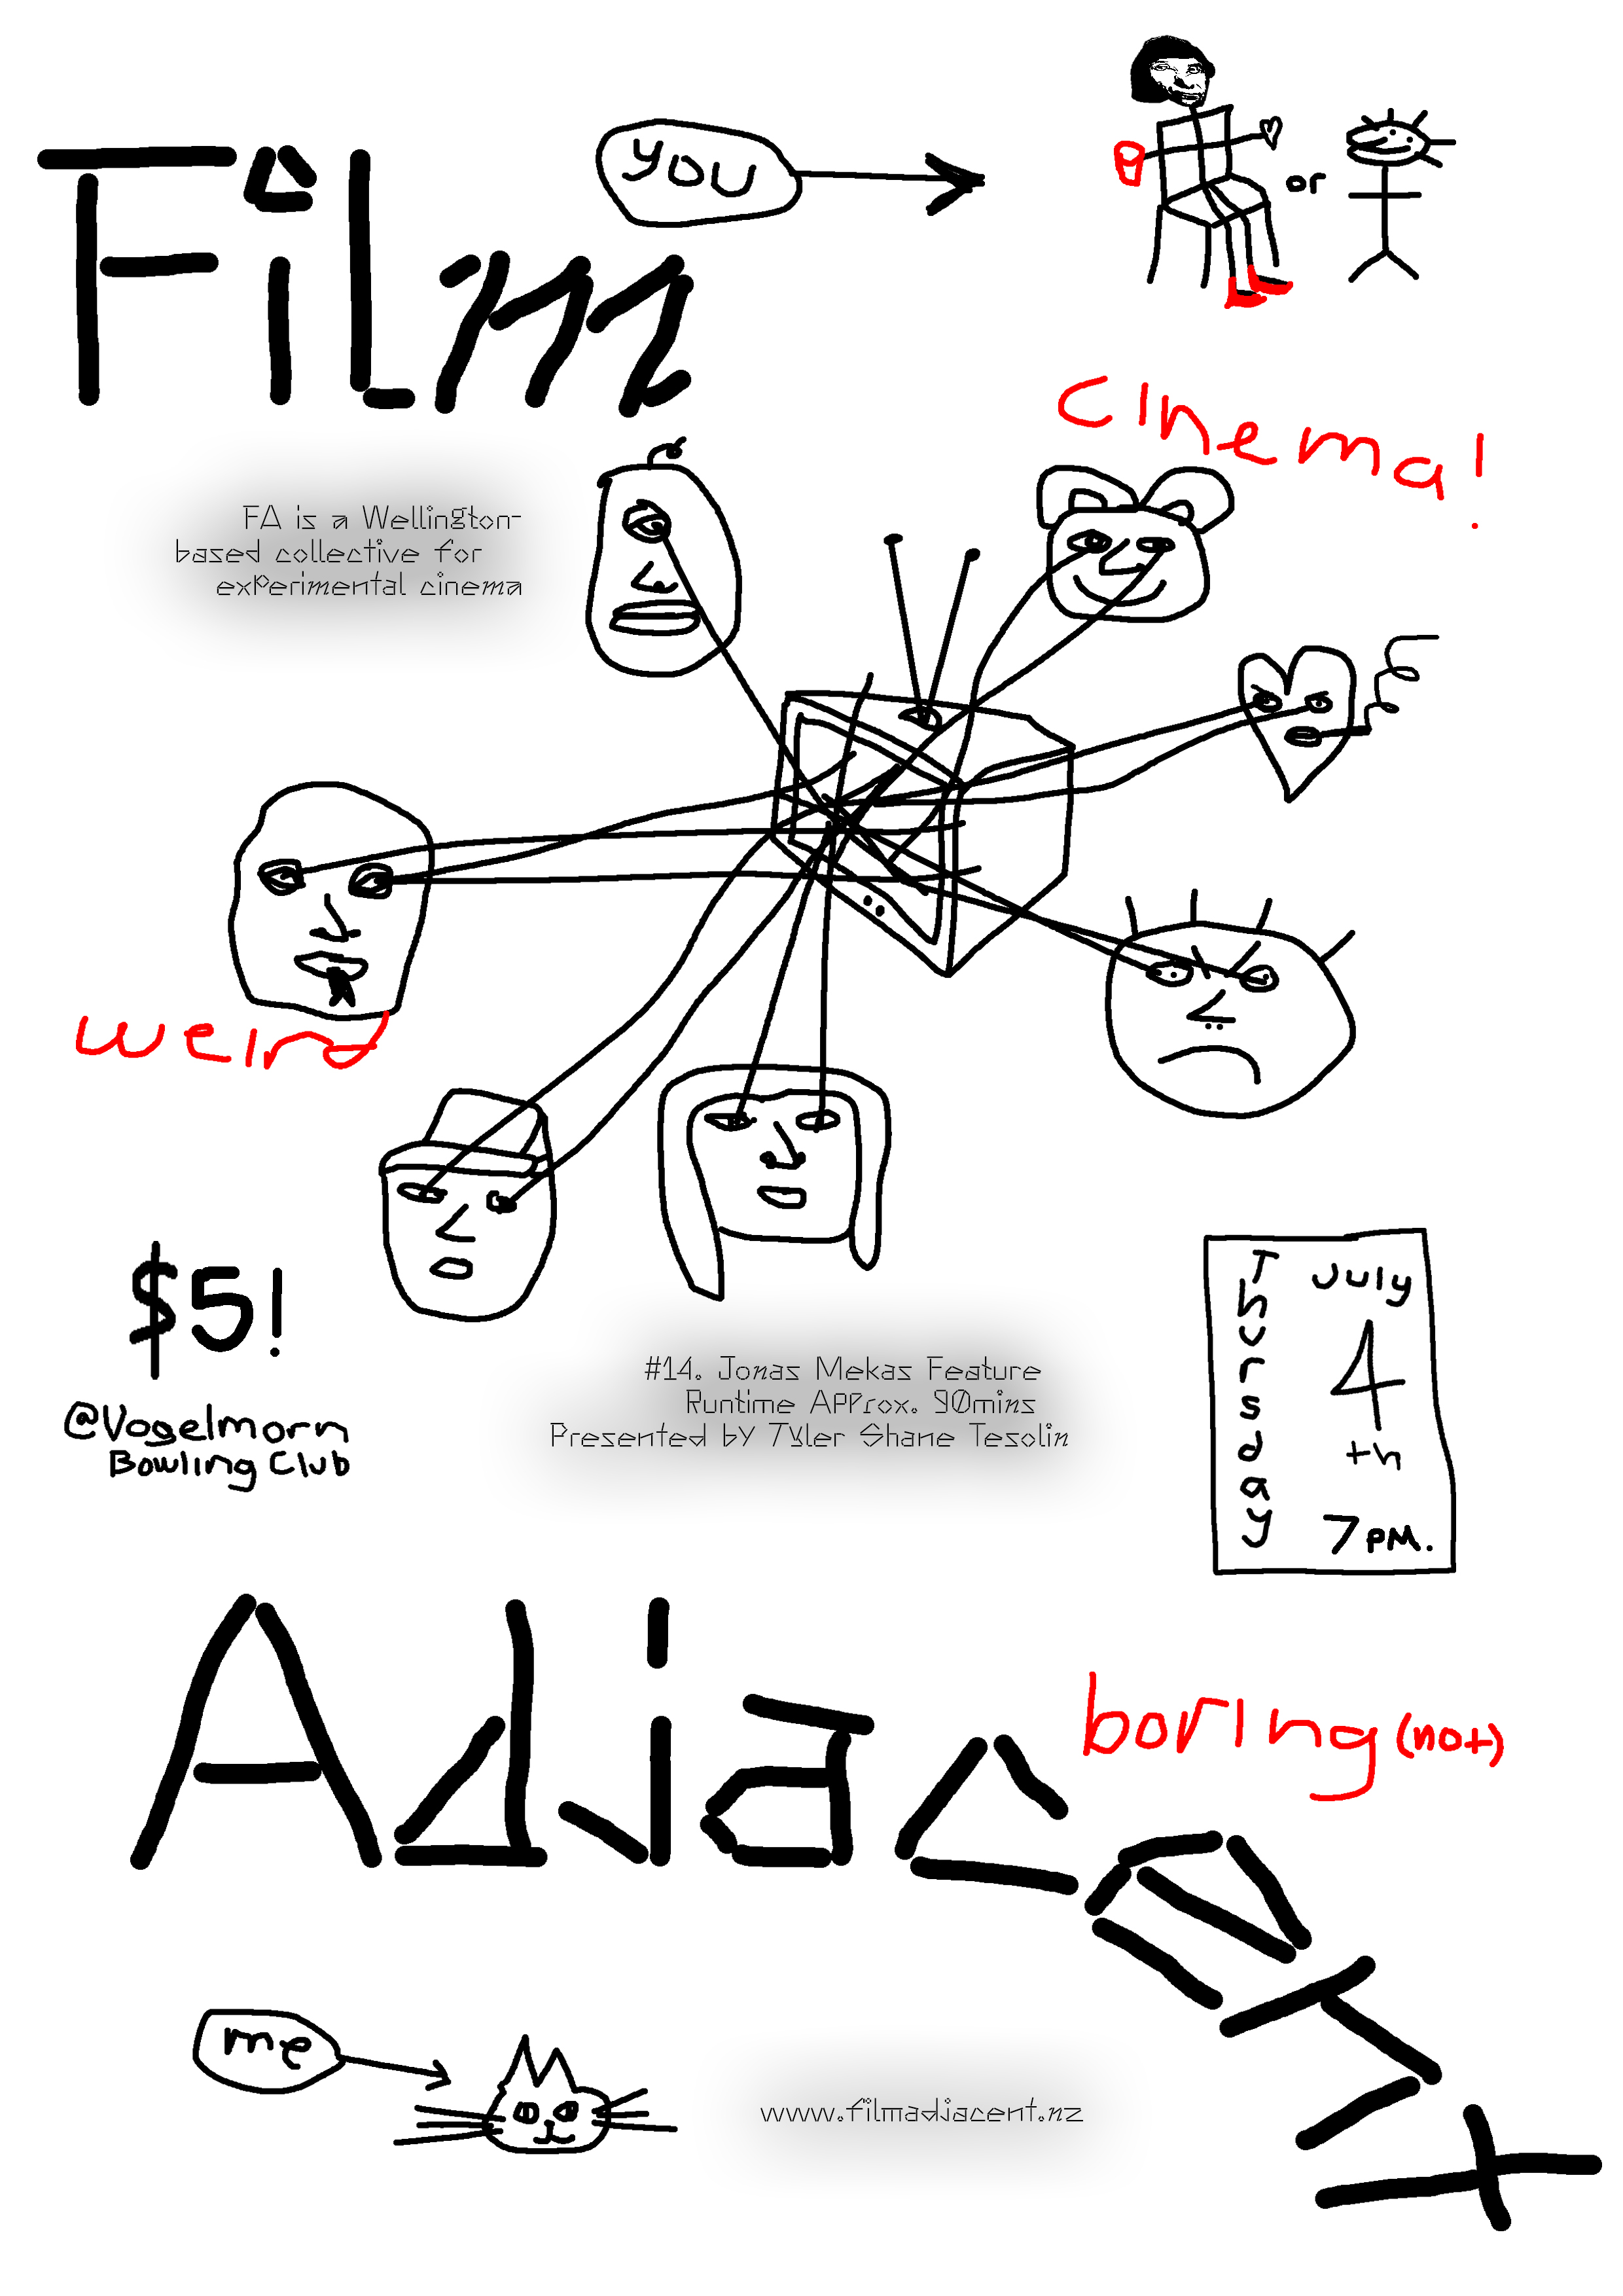 Film
you
or
cinema!
FA is a Wellington-
based collective for
experimental cinema
weird
$5!
@Vogelmorn
Bowling Club
#14. Jonas Mekas Feature
Runtime Approx. 90mins
Presented by Tyler Shane Tesolin
Thursday
July
4
th
7PM.
Adjacent
boring (not)
me
www.filmadjacent.nz